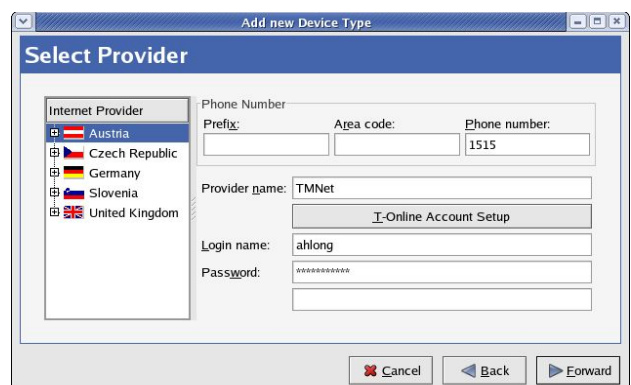 Add new Device Type
Select Provider
Internet Provider
Austria
Czech Republic
Germany
Slovenia
United Kingdom
Phone Number
Prefix:
Area code:
Phone number:
1515
Provider name:
TMNet
T-Online Account Setup
Login name:
ahlong
Password:
***********
Cancel
Back
Forward